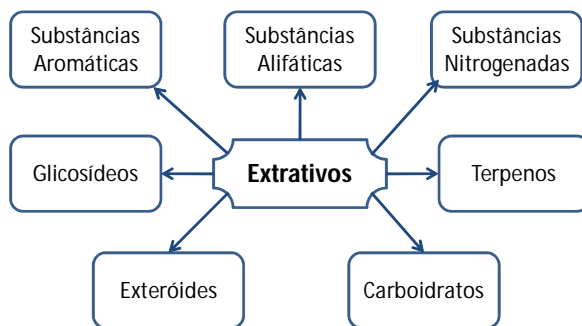 Substâncias
Aromáticas
Substâncias
Alifáticas
Substâncias
Nitrogenadas
Glicosídeos
Extrativos
Terpenos
Exteróides
Carboidratos